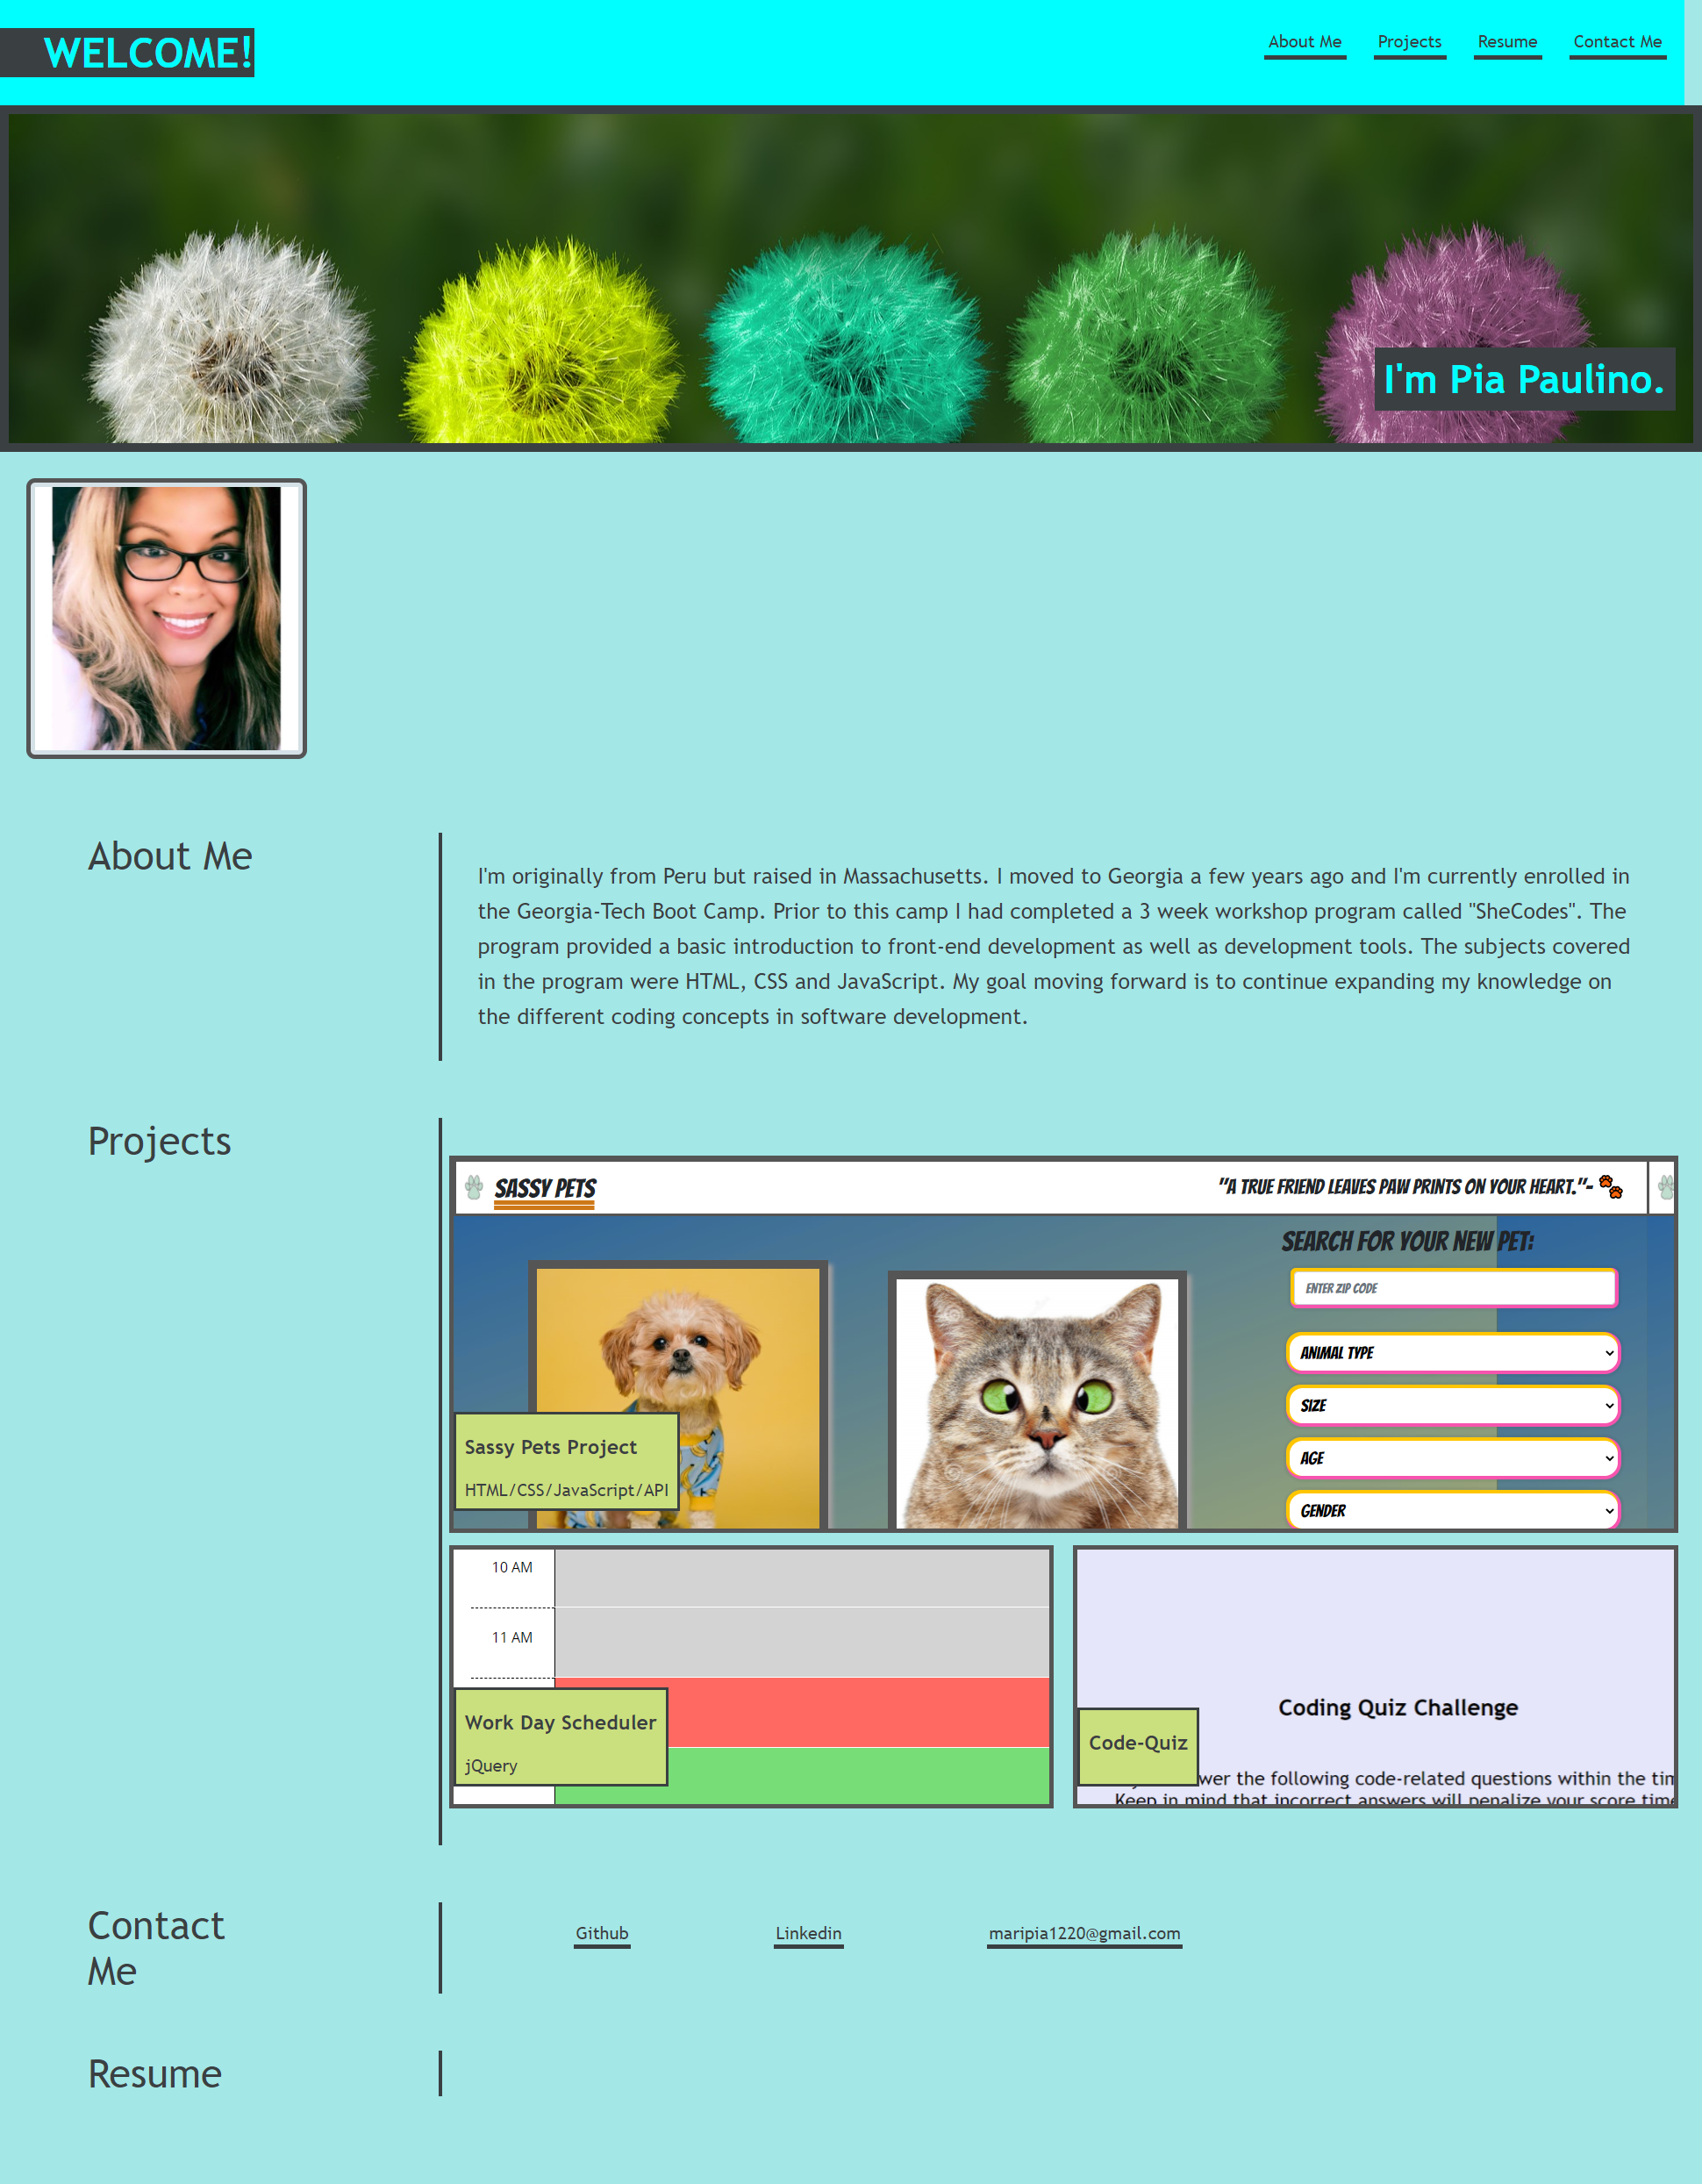 WELCOME!
About Me
Projects
Resume
Contact Me
I'm Pia Paulino.
About Me
I'm originally from Peru but raised in Massachusetts. I moved to Georgia a few years ago and I'm currently enrolled in
the Georgia-Tech Boot Camp. Prior to this camp I had completed a 3 week workshop program called "SheCodes". The
program provided a basic introduction to front-end development as well as development tools. The subjects covered
in the program were HTML, CSS and JavaScript. My goal moving forward is to continue expanding my knowledge on
the different coding concepts in software development.
Projects
SASSY PETS
"A TRUE FRIEND LEAVES PAW PRINTS ON YOUR HEART."-
SEARCH FOR YOUR NEW PET:
ENTER ZIP CODE
ANIMAL TYPE
SIZE
AGE
GENDER
Sassy Pets Project
HTML/CSS/JavaScript/API
10 AM
11 AM
Work Day Scheduler
jQuery
Coding Quiz Challenge
Code-Quiz
the following code-related questions within the
Keep in mind that incorrect answers will penalize your score
Contact
Me
Github
Linkedin
maripia1220@gmail.com
Resume